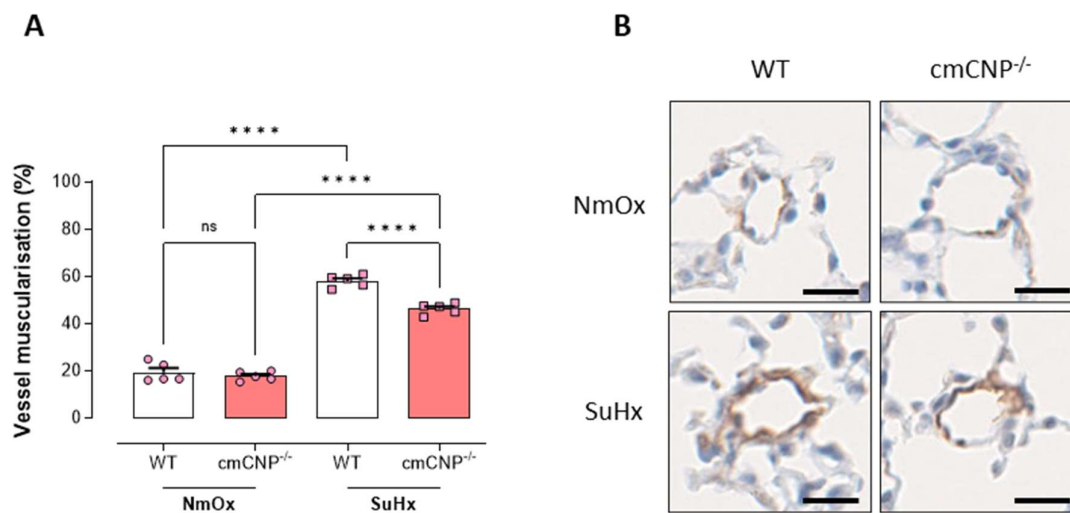 A
Vessel muscularisation (%)
100
80
60
40
20
0
****
****
ns
****
WT
cmCNP-/-
WT
cmCNP-/-
NmOx
SuHx
B
WT
cmCNP-/-
NmOx
SuHx